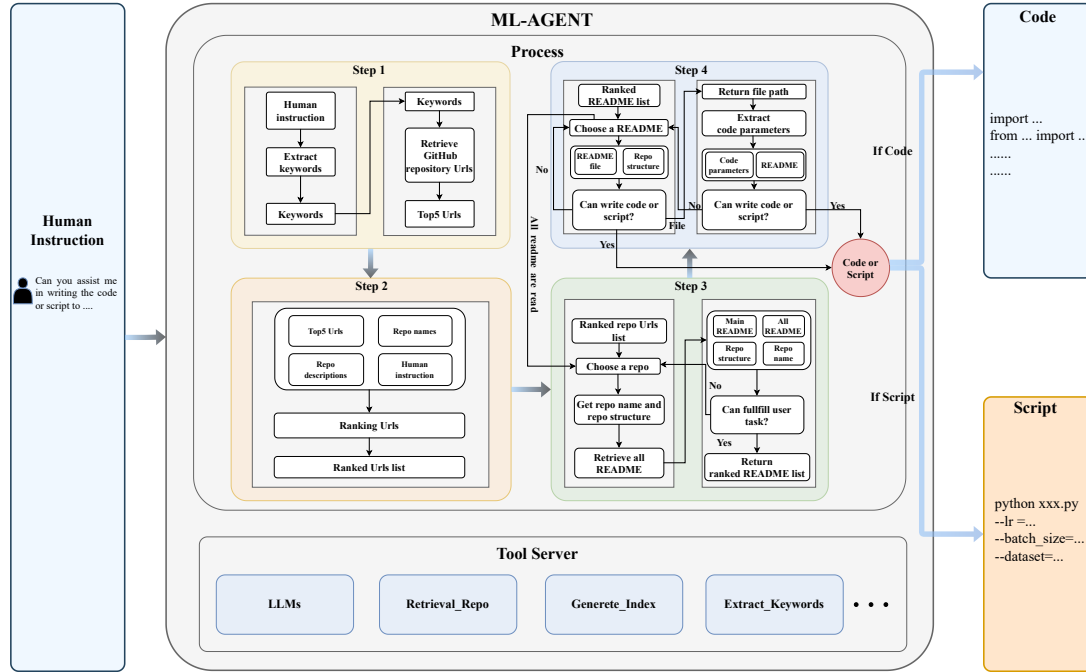 ML-AGENT
Process
Human
Instruction
Can you assist me
in writing the code
or script to ....
Step 1
Human
instruction
Extract
keywords
Keywords
Keywords
Retrieve
GitHub
repository Urls
Top5 Urls
Step 2
Top5 Urls
Repo names
Repo
descriptions
Human
instruction
Ranking Urls
Ranked Urls list
Step 3
Ranked repo Urls
list
Choose a repo
Get repo name and
repo structure
Retrieve all
README
Main
README
All
README
Repo
structure
Repo
name
No
Can fullfill user
task?
Yes
Return
ranked README list
Step 4
Ranked
README list
Choose a README
README
file
Repo
structure
No
Can write code or
script?
Yes
File
All readme are read
Return file path
Extract
code parameters
Code
parameters
README
No
Can write code or
script?
Yes
Code or
Script
If Code
If Script
Code
import ...
from ... import ...
......
......
Script
python xxx.py
--lr =...
--batch_size=...
--dataset=...
Tool Server
LLMs
Retrieval_Repo
Generete_Index
Extract_Keywords
• • •